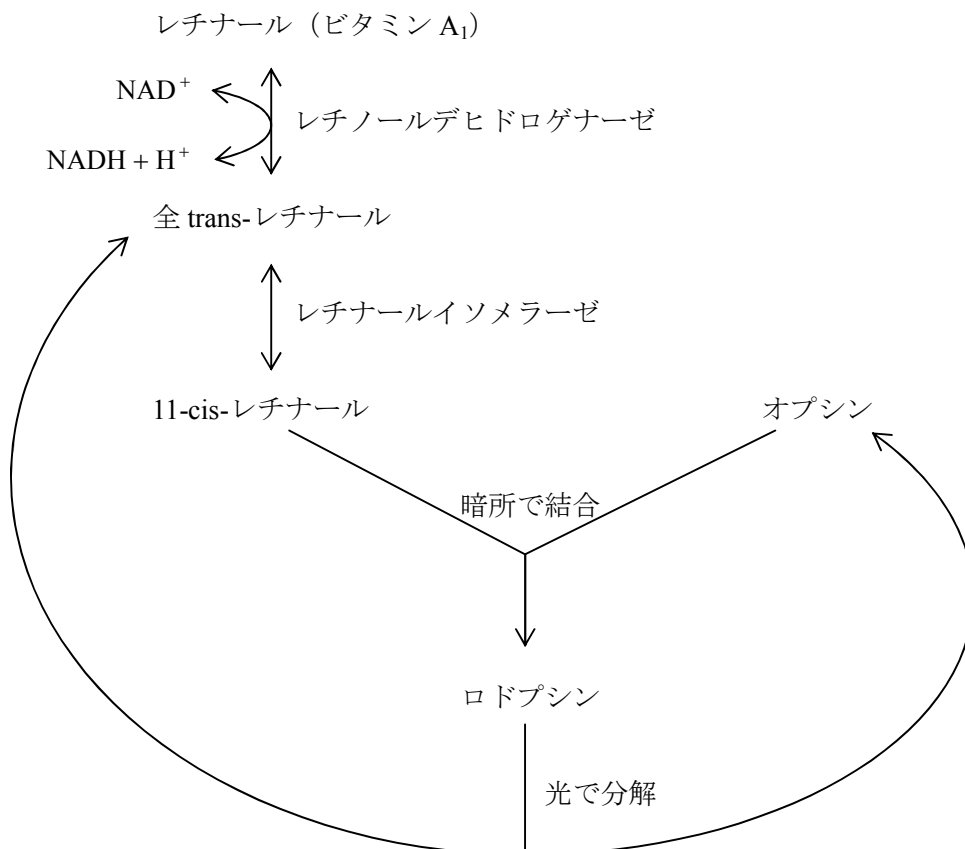 レチナール（ビタミン A₁）
NAD⁺
レチノールデヒドロゲナーゼ
NADH + H⁺
全 trans-レチナール
レチナールイソメラーゼ
11-cis-レチナール
オプシン
暗所で結合
ロドプシン
光で分解